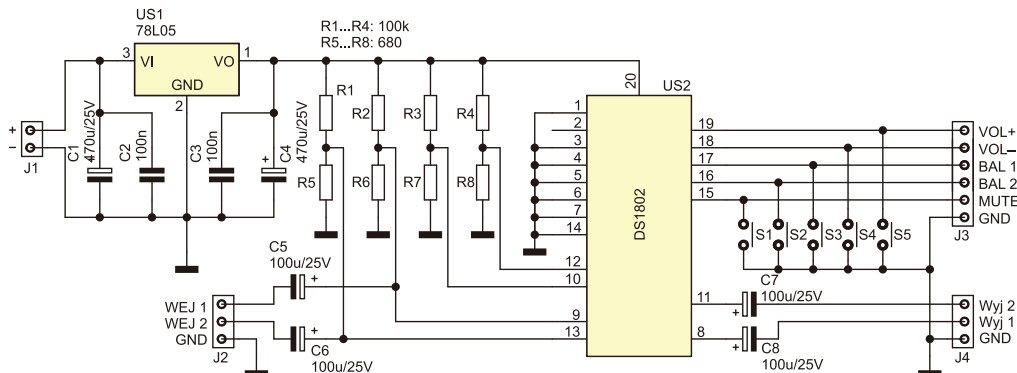 US1
78L05
R1...R4: 100k
R5...R8: 680
3 VI VO 1
GND
2
20
US2
R1
R2
R3
R4
R5
R6
R7
R8
+
–
J1
C1
470u/25V
C2
100n
C3
100n
C4
470u/25V
+
1
2
3
4
5
6
7
14
12
10
9
13
DS1802
19
18
17
16
15
11
8
VOL+
VOL–
BAL 1
BAL 2
MUTE
GND
J3
S1
S2
S3
S4
S5
C5
100u/25V
+
WEJ 1
WEJ 2
GND
J2
+
C6
100u/25V
C7
100u/25V
+
Wyj 2
Wyj 1
GND
J4
+
C8
100u/25V